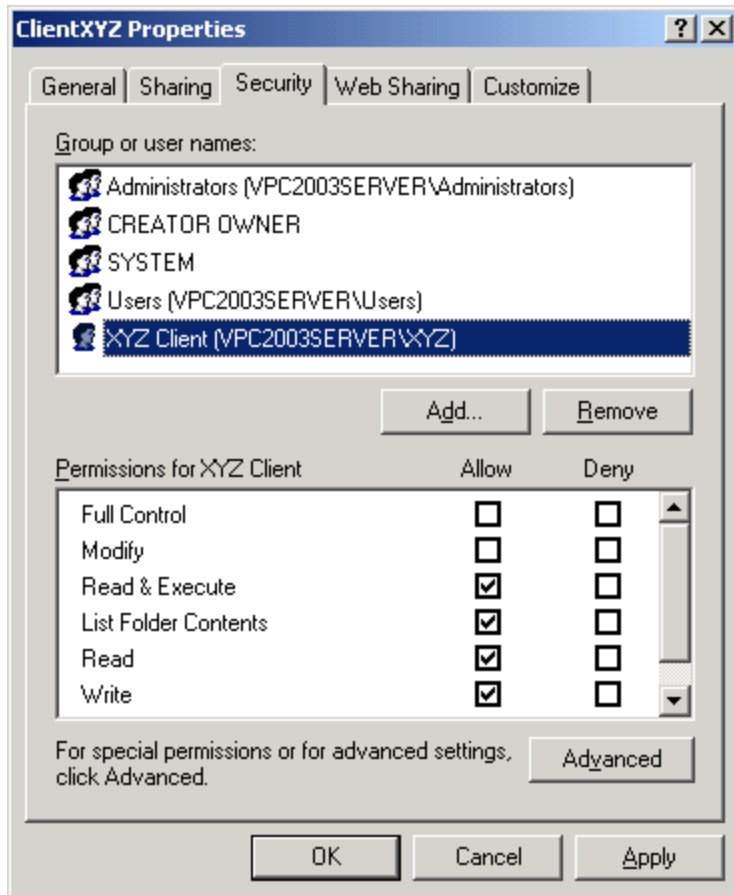 ClientXYZ Properties
General Sharing Security Web Sharing Customize
Group or user names:
Administrators (VPC2003SERVER\Administrators)
CREATOR OWNER
SYSTEM
Users (VPC2003SERVER\Users)
XYZ Client (VPC2003SERVER\XYZ)
Add... Remove
Permissions for XYZ Client Allow Deny
Full Control
Modify
Read & Execute
List Folder Contents
Read
Write
For special permissions or for advanced settings,
click Advanced.
Advanced
OK Cancel Apply